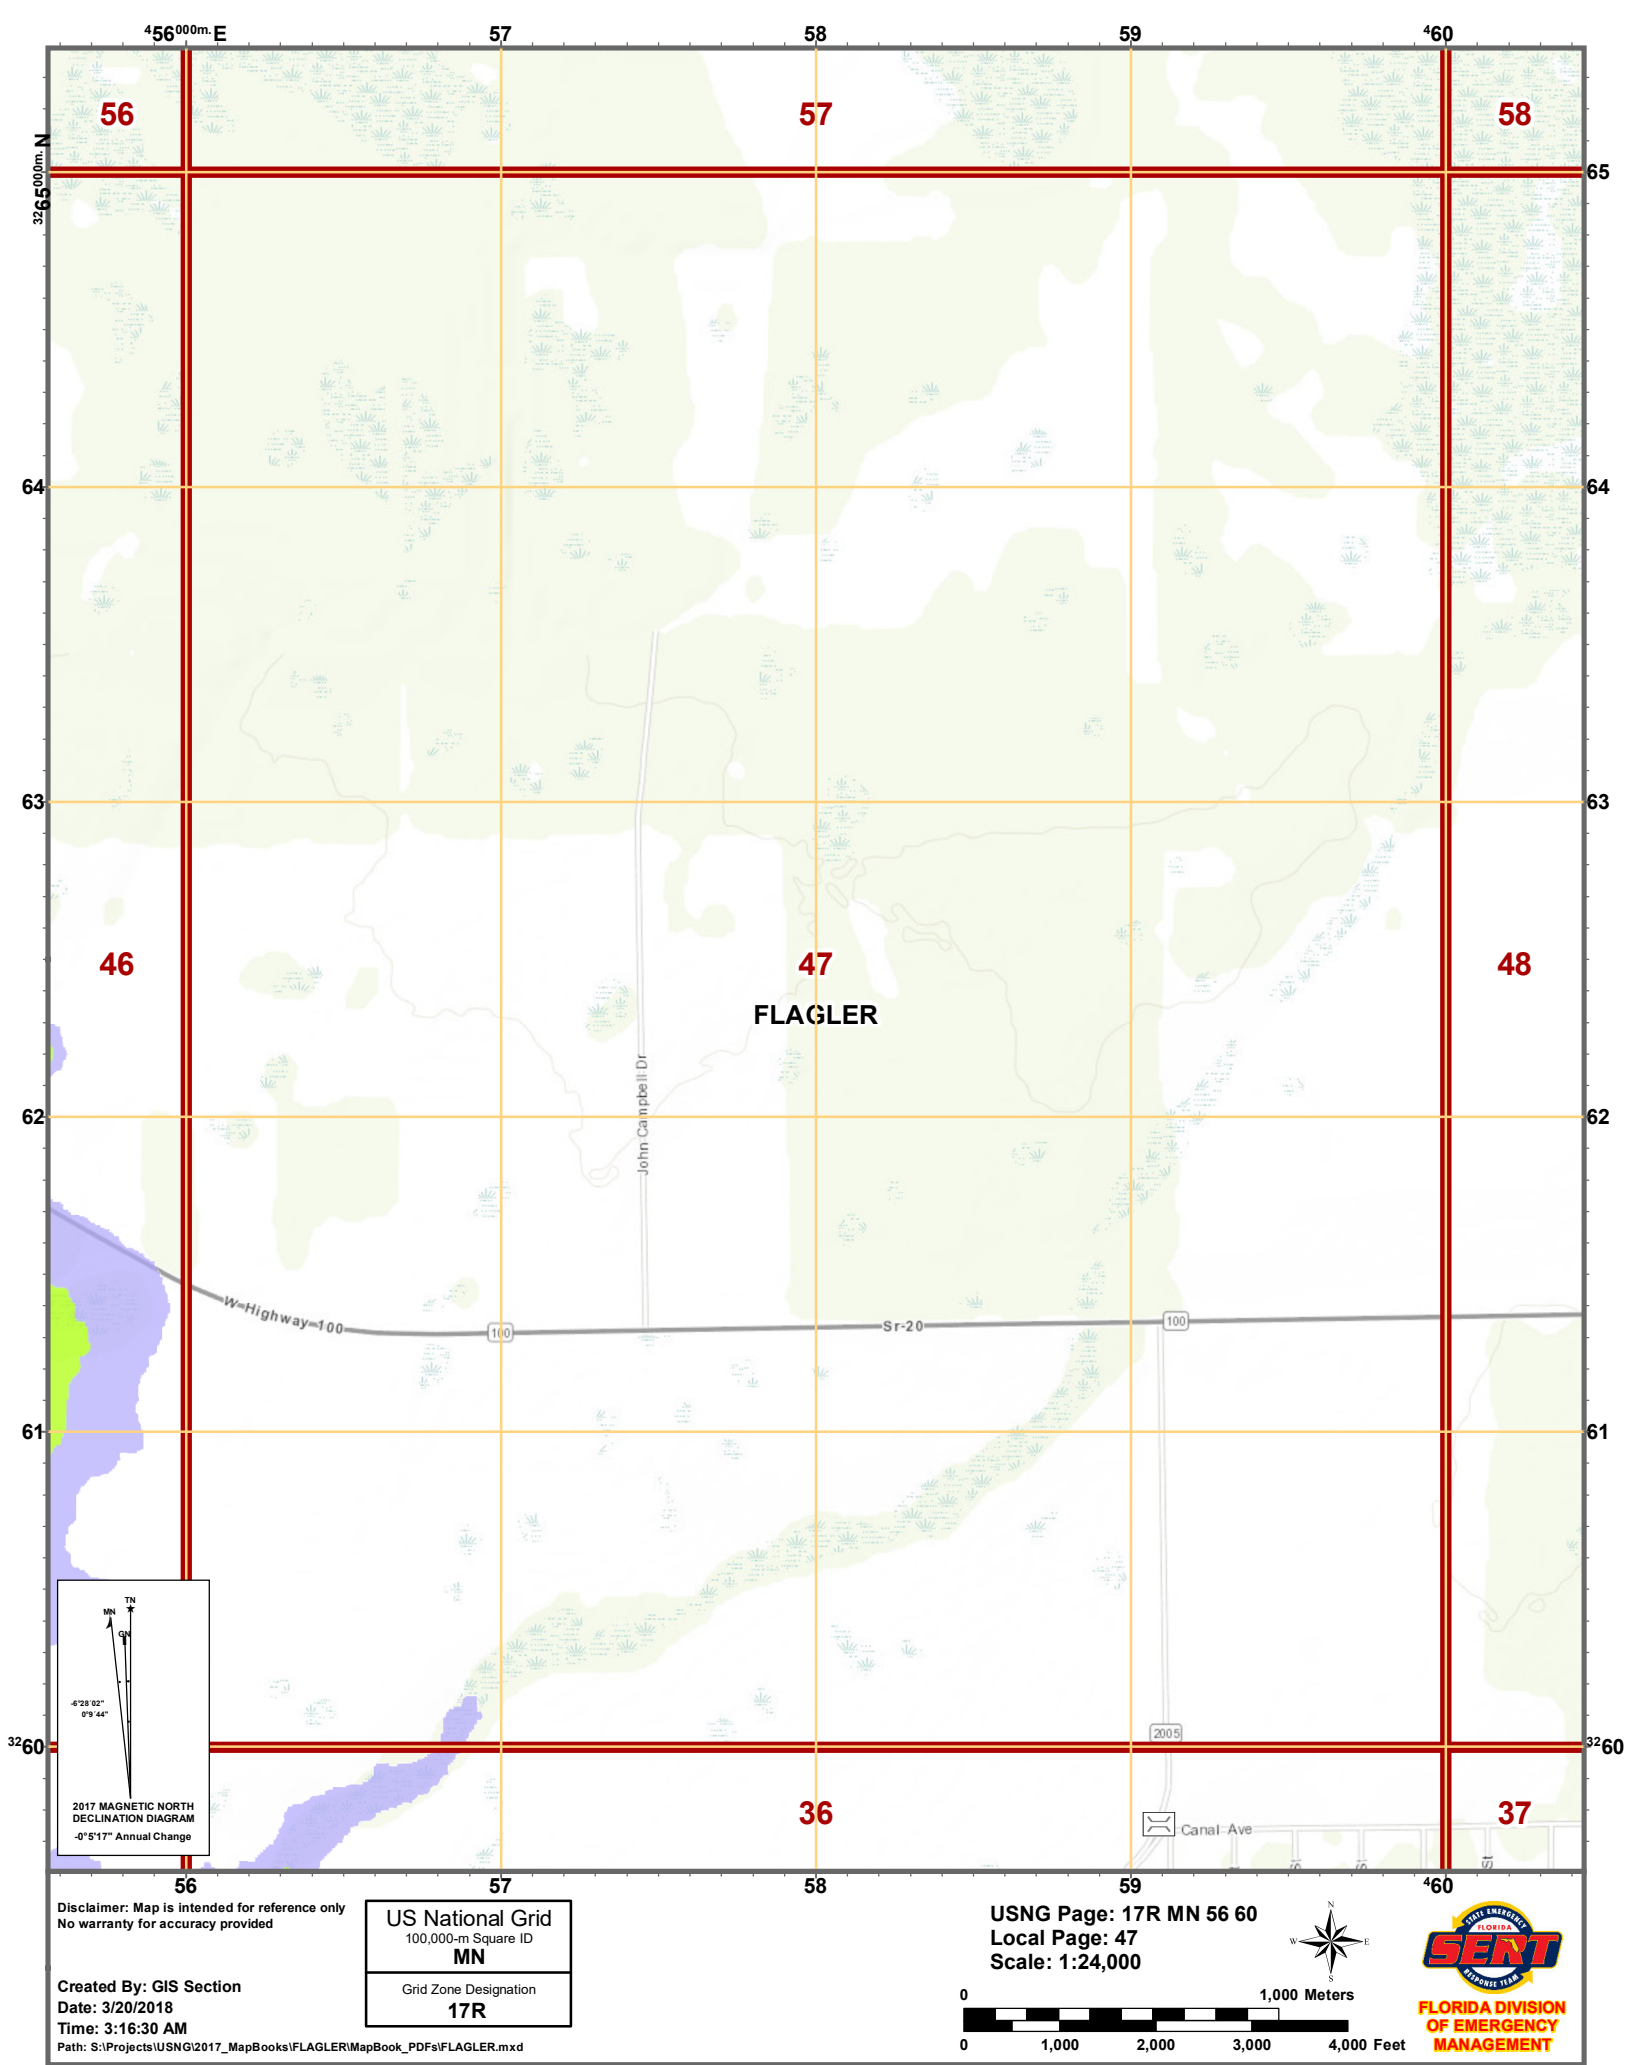 456000m.E 57 58 59 460
56 57 58
3265000m.N 65
64 64
63 63
46 47 48
FLAGLER
John Campbell Dr
62 62
W Highway 100
100
Sr-20
100
61 61
TN
MN
GN
-6°28'02"
0°9'44"
2005
3260 3260
2017 MAGNETIC NORTH
DECLINATION DIAGRAM
-0°5'17" Annual Change
36 37
Canal Ave
St St St
56 57 58 59 460
Disclaimer: Map is intended for reference only
No warranty for accuracy provided
Created By: GIS Section
Date: 3/20/2018
Time: 3:16:30 AM
Path: S:\Projects\USNG\2017_MapBooks\FLAGLER\MapBook_PDFs\FLAGLER.mxd
US National Grid
100,000-m Square ID
MN
Grid Zone Designation
17R
USNG Page: 17R MN 56 60
Local Page: 47
Scale: 1:24,000
N
W E
S
0 1,000 Meters
0 1,000 2,000 3,000 4,000 Feet
STATE EMERGENCY
FLORIDA
SERT
RESPONSE TEAM
FLORIDA DIVISION
OF EMERGENCY
MANAGEMENT